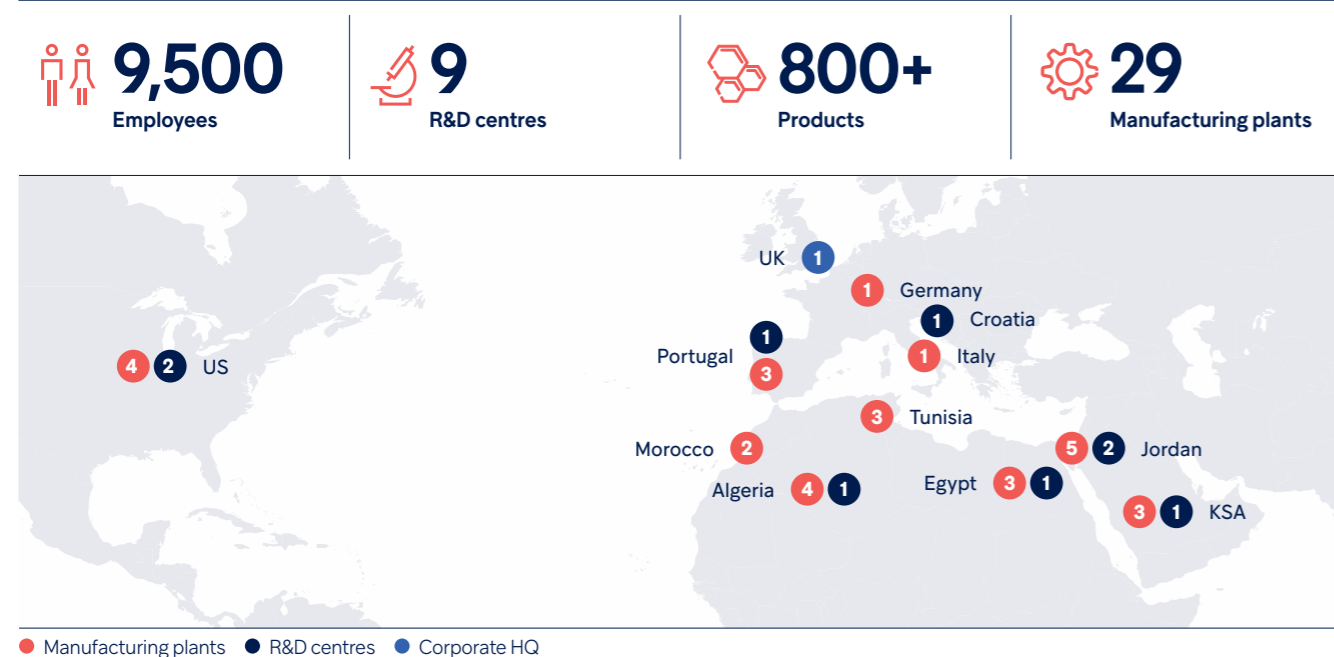 9,500
Employees
9
R&D centres
800+
Products
29
Manufacturing plants
UK 1
1 Germany
1 Croatia
1
Portugal
3
1 Italy
4 2 US
3 Tunisia
Morocco 2
5 2 Jordan
Algeria 4 1
Egypt 3 1
3 1 KSA
Manufacturing plants R&D centres Corporate HQ